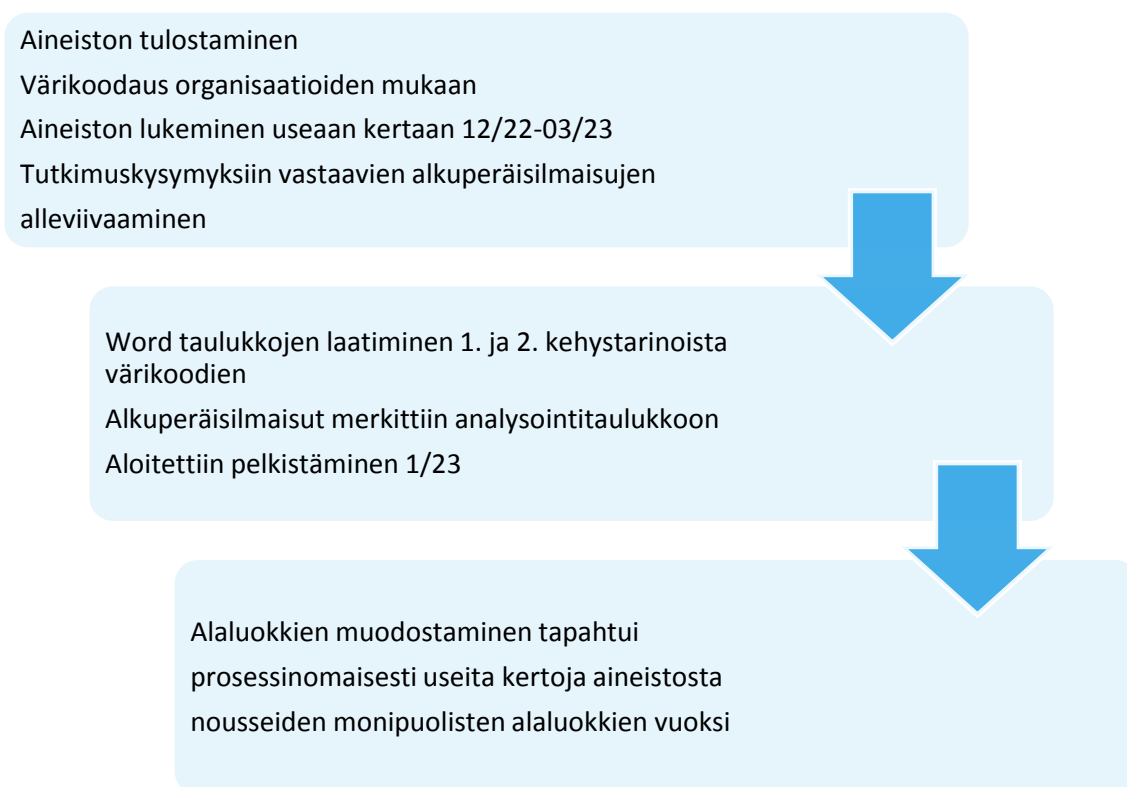 Aineiston tulostaminen
Värikoodaus organisaatioiden mukaan
Aineiston lukeminen useaan kertaan 12/22-03/23
Tutkimuskysymyksiin vastaavien alkuperäisilmaisujen
alleviivaaminen
Word taulukkojen laatiminen 1. ja 2. kehystarinoista
värikoodien
Alkuperäisilmaisut merkittiin analysointitaulukkoon
Aloitettiin pelkistäminen 1/23
Alaluokkien muodostaminen tapahtui
prosessinomaisesti useita kertoja aineistosta
nousseiden monipuolisten alaluokkien vuoksi